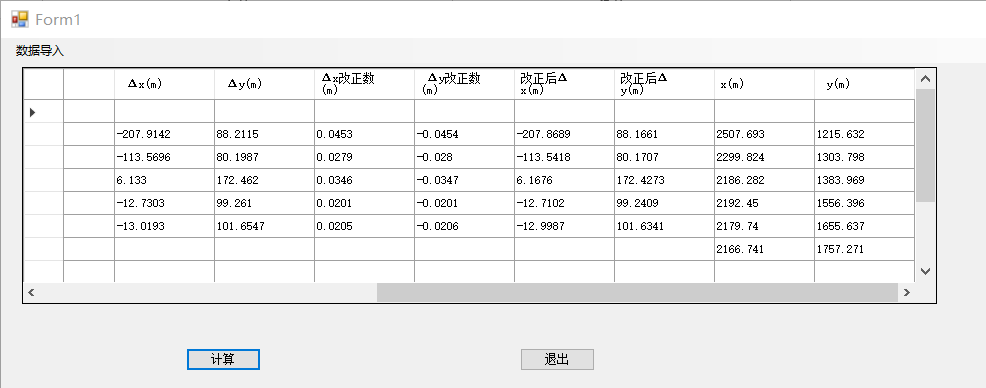 Form1
数据导入
Δx(m) Δy(m) Δx改正数(m) Δy改正数(m) 改正后Δx(m) 改正后Δy(m) x(m) y(m)
-207.9142 88.2115 0.0453 -0.0454 -207.8689 88.1661 2507.693 1215.632
-113.5696 80.1987 0.0279 -0.028 -113.5418 80.1707 2299.824 1303.798
6.133 172.462 0.0346 -0.0347 6.1676 172.4273 2186.282 1383.969
-12.7303 99.261 0.0201 -0.0201 -12.7102 99.2409 2192.45 1556.396
-13.0193 101.6547 0.0205 -0.0206 -12.9987 101.6341 2179.74 1655.637
2166.741 1757.271
计算 退出